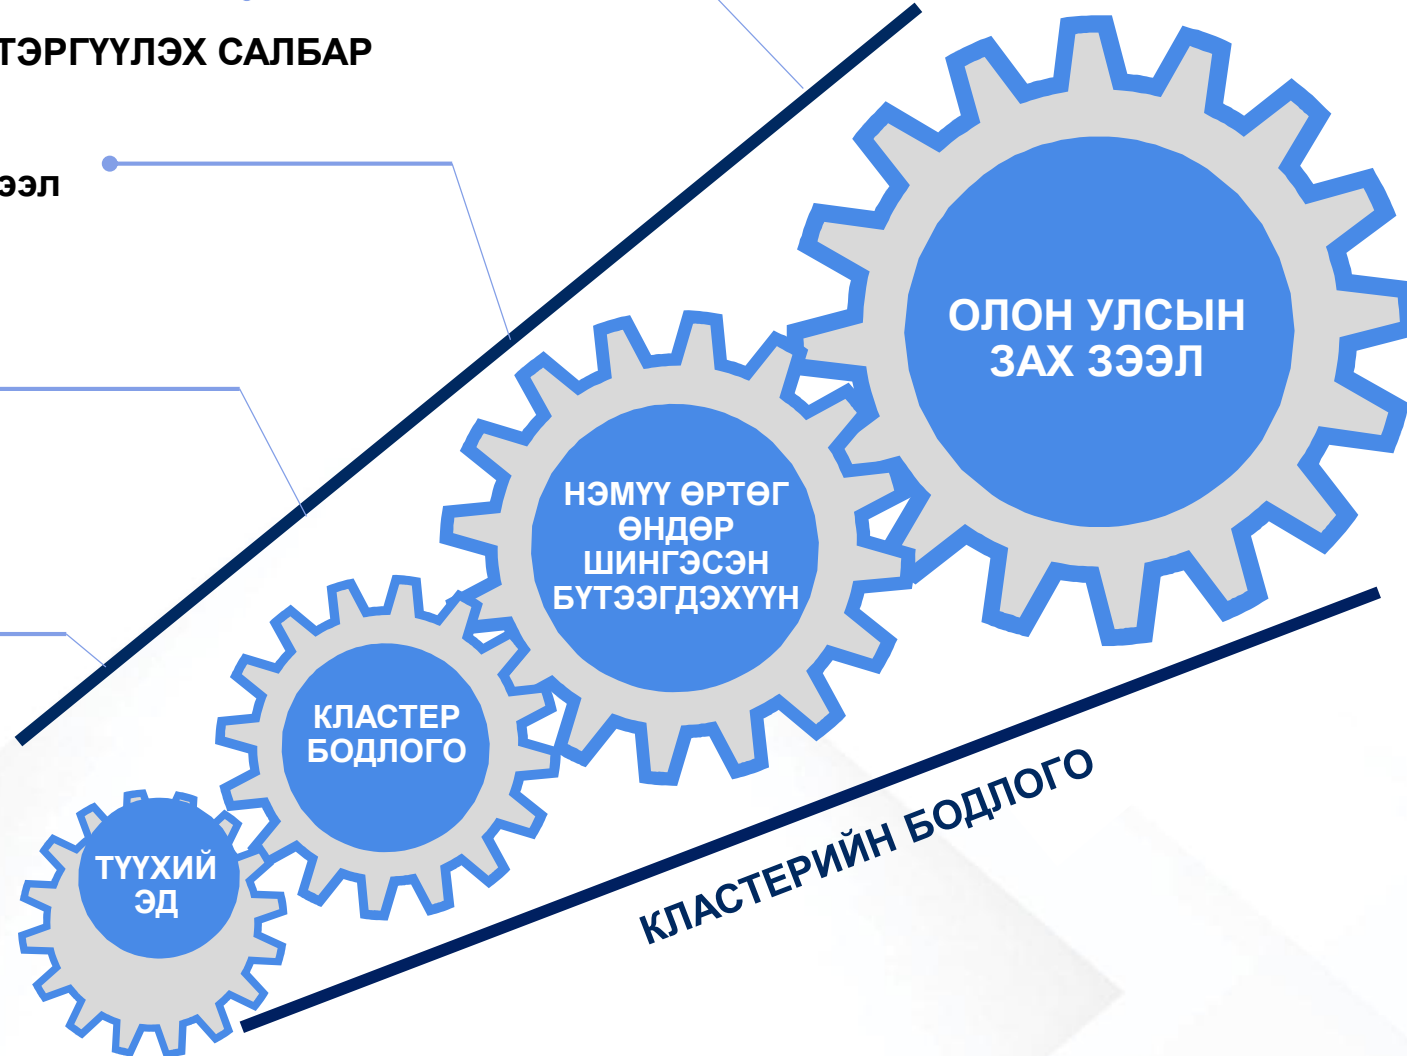 ТЭРГҮҮЛЭХ САЛБАР
ээл
ОЛОН УЛСЫН
ЗАХ ЗЭЭЛ
НЭМҮҮ ӨРТӨГ
ӨНДӨР
ШИНГЭСЭН
БҮТЭЭГДЭХҮҮН
КЛАСТЕР
БОДЛОГО
ТҮҮХИЙ
ЭД
КЛАСТЕРИЙН БОДЛОГО